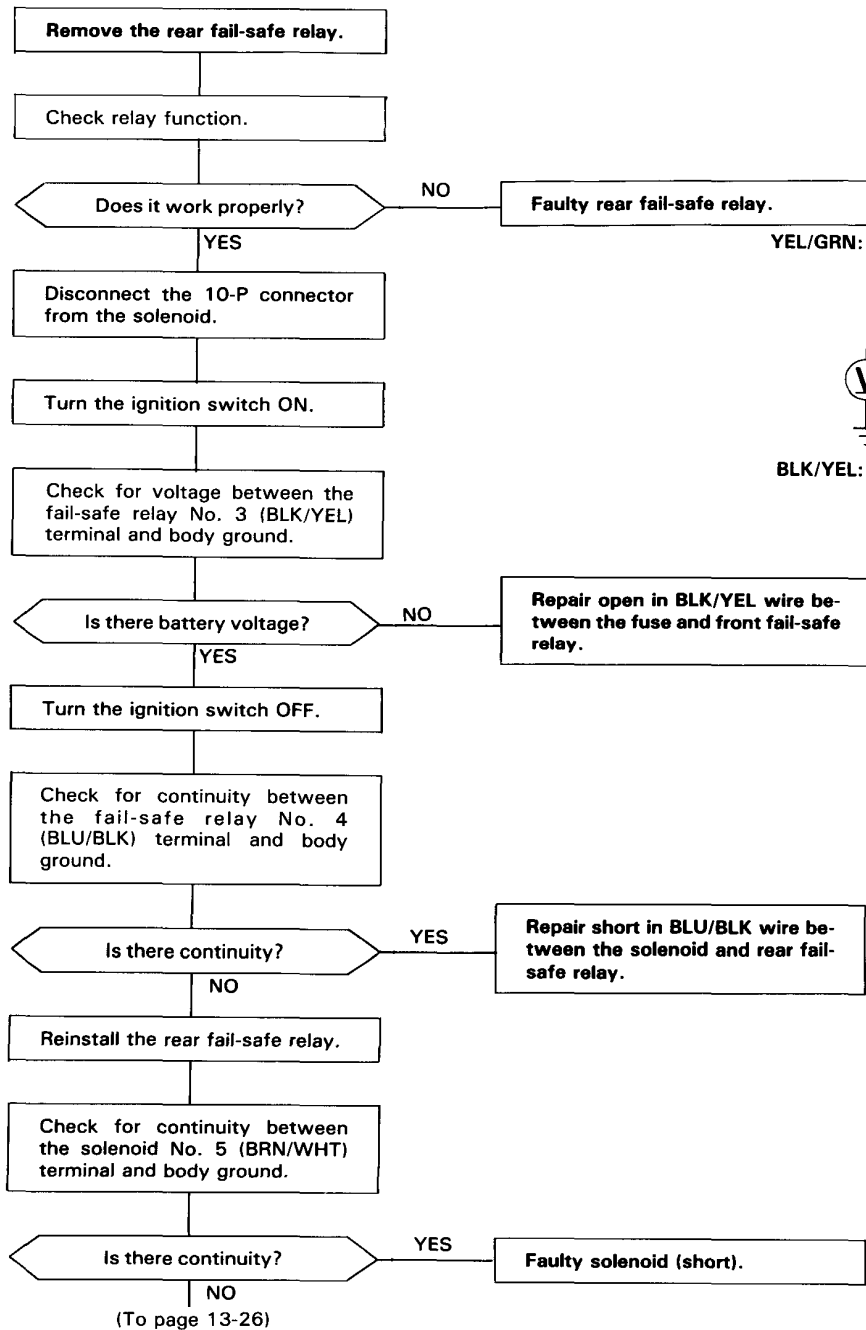 Remove the rear fail-safe relay.
Check relay function.
Does it work properly?
NO
Faulty rear fail-safe relay.
YES
YEL/GRN:
Disconnect the 10-P connector
from the solenoid.
Turn the ignition switch ON.
V
BLK/YEL:
Check for voltage between the
fail-safe relay No. 3 (BLK/YEL)
terminal and body ground.
Is there battery voltage?
NO
Repair open in BLK/YEL wire be-
tween the fuse and front fail-safe
relay.
YES
Turn the ignition switch OFF.
Check for continuity between
the fail-safe relay No. 4
(BLU/BLK) terminal and body
ground.
Is there continuity?
YES
Repair short in BLU/BLK wire be-
tween the solenoid and rear fail-
safe relay.
NO
Reinstall the rear fail-safe relay.
Check for continuity between
the solenoid No. 5 (BRN/WHT)
terminal and body ground.
Is there continuity?
YES
Faulty solenoid (short).
NO
(To page 13-26)